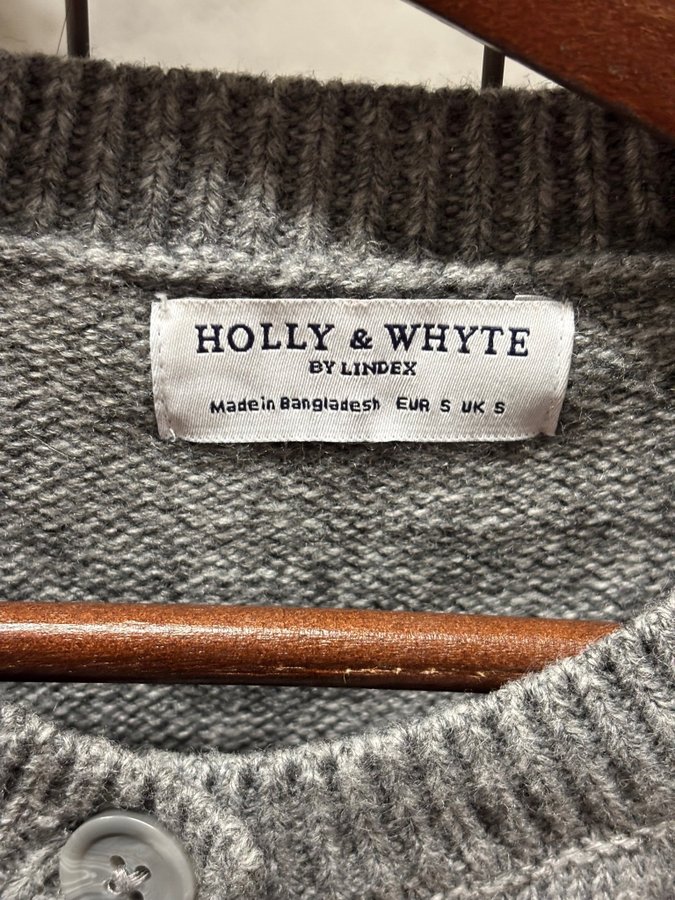 HOLLY & WHYTE
BY LINDEX
Made in Bangladesh EUR S UK S